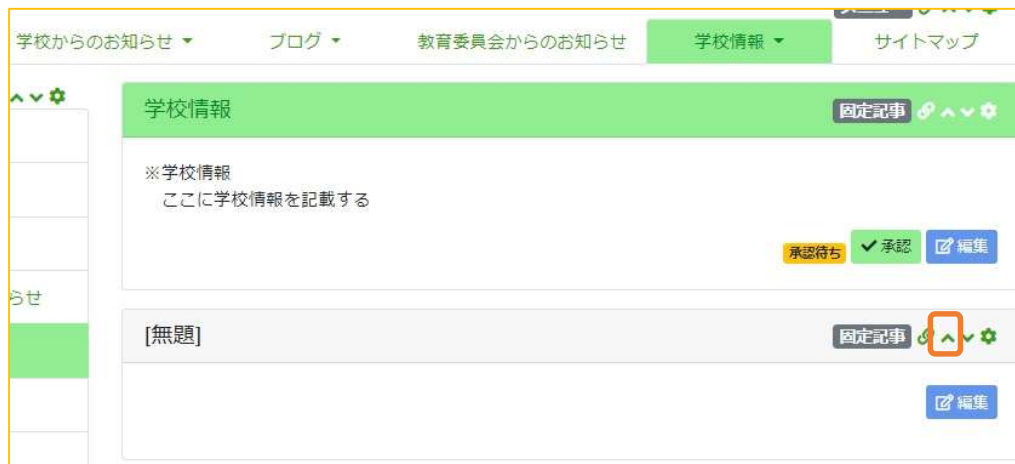 学校からのお知らせ
ブログ
教育委員会からのお知らせ
学校情報
サイトマップ
学校情報
固定記事
※学校情報
ここに学校情報を記載する
承認待ち
承認
編集
らせ
[無題]
固定記事
編集